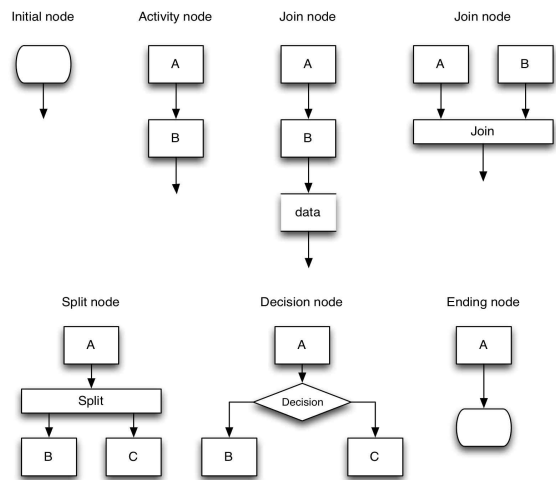 Initial node
Activity node
Join node
Join node
A
A
A
B
B
B
Join
data
Split node
Decision node
Ending node
A
A
A
Split
Decision
B
C
B
C